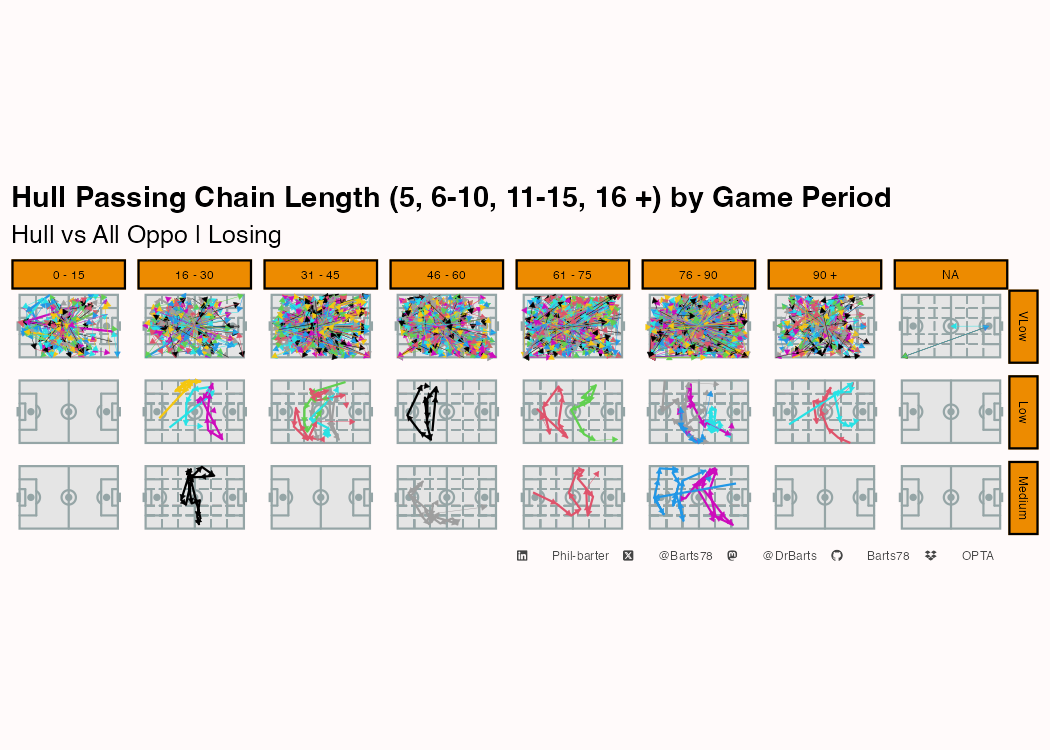 Hull Passing Chain Length (5, 6-10, 11-15, 16 +) by Game Period
Hull vs All Oppo | Losing
0 - 15 16 - 30 31 - 45 46 - 60 61 - 75 76 - 90 90 + NA
VLow
Low
Medium
Phil-barter @Barts78 @DrBarts Barts78 OPTA